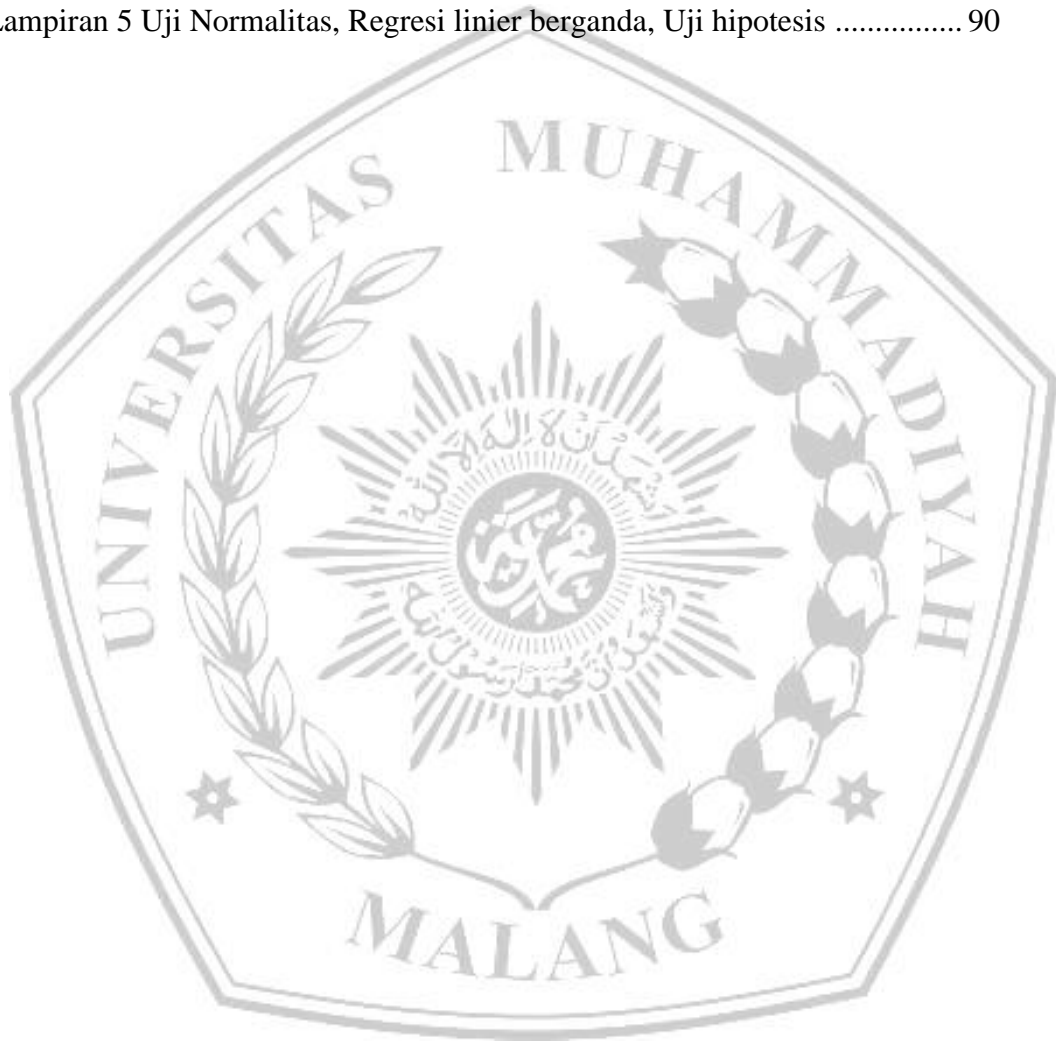 Lampiran 5 Uji Normalitas, Regresi linier berganda, Uji hipotesis ................ 90
UNIVERSITAS MUHAMMADIYAH
MALANG